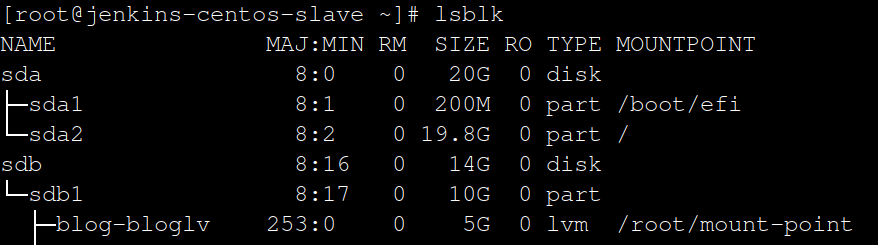 [root@jenkins-centos-slave ~]# lsblk
NAME                MAJ:MIN RM   SIZE RO TYPE MOUNTPOINT
sda                   8:0    0    20G  0 disk
├─sda1                8:1    0   200M  0 part /boot/efi
└─sda2                8:2    0  19.8G  0 part /
sdb                   8:16   0    14G  0 disk
└─sdb1                8:17   0    10G  0 part
  ├─blog-bloglv     253:0    0     5G  0 lvm  /root/mount-point